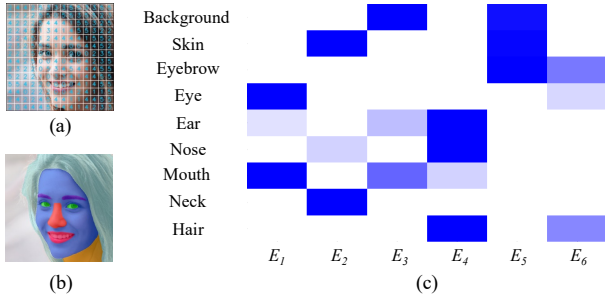 Background
Skin
Eyebrow
Eye
Ear
Nose
Mouth
Neck
Hair
E1 E2 E3 E4 E5 E6
(a)
(b)
(c)